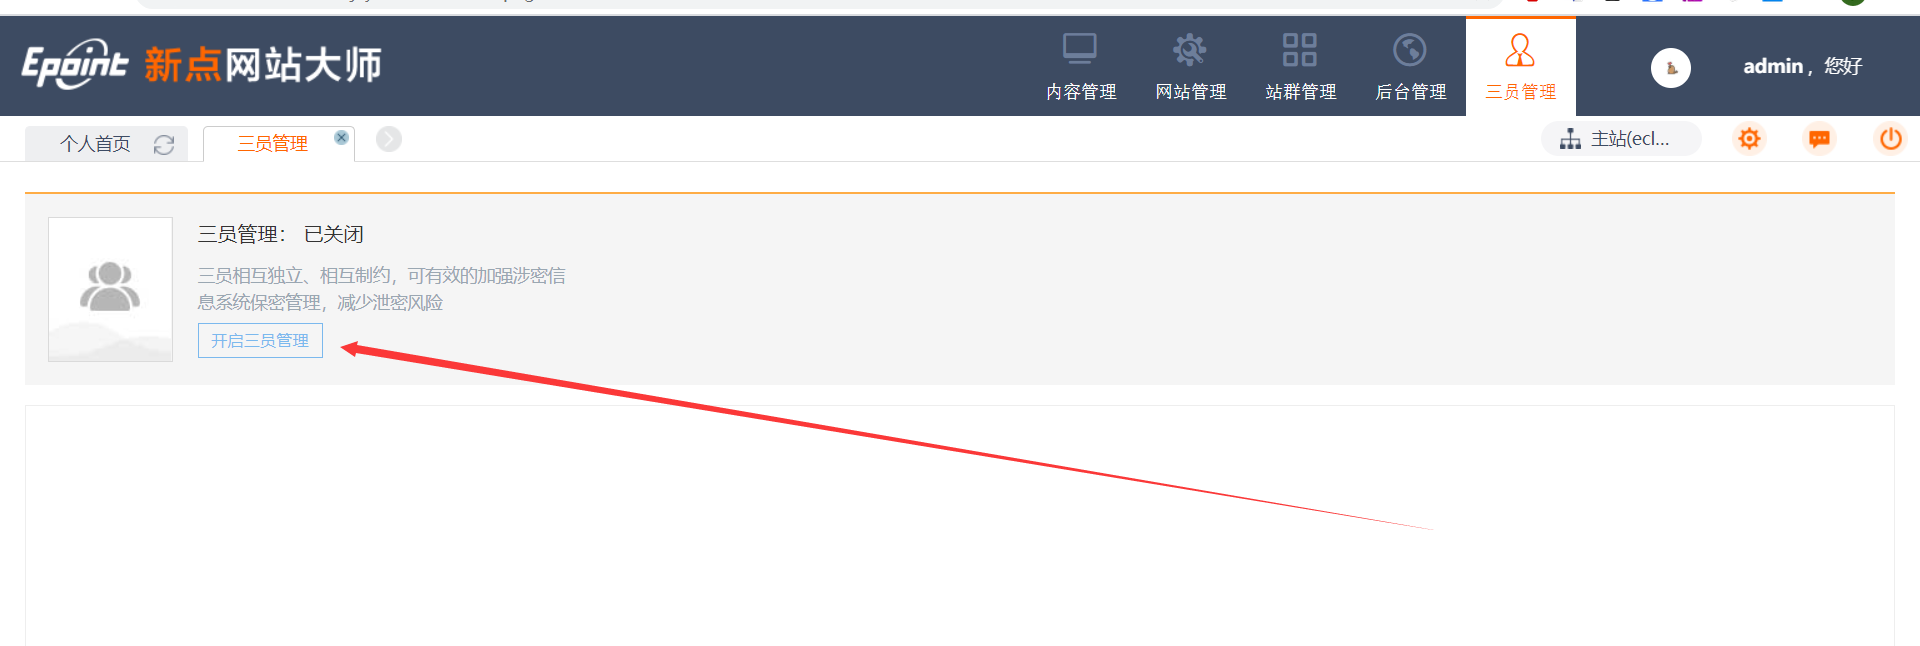 Epoint 新点网站大师
内容管理
网站管理
站群管理
后台管理
三员管理
admin，您好
个人首页
三员管理
主站(ecl...
三员管理： 已关闭
三员相互独立、相互制约，可有效的加强涉密信
息系统保密管理，减少泄密风险
开启三员管理